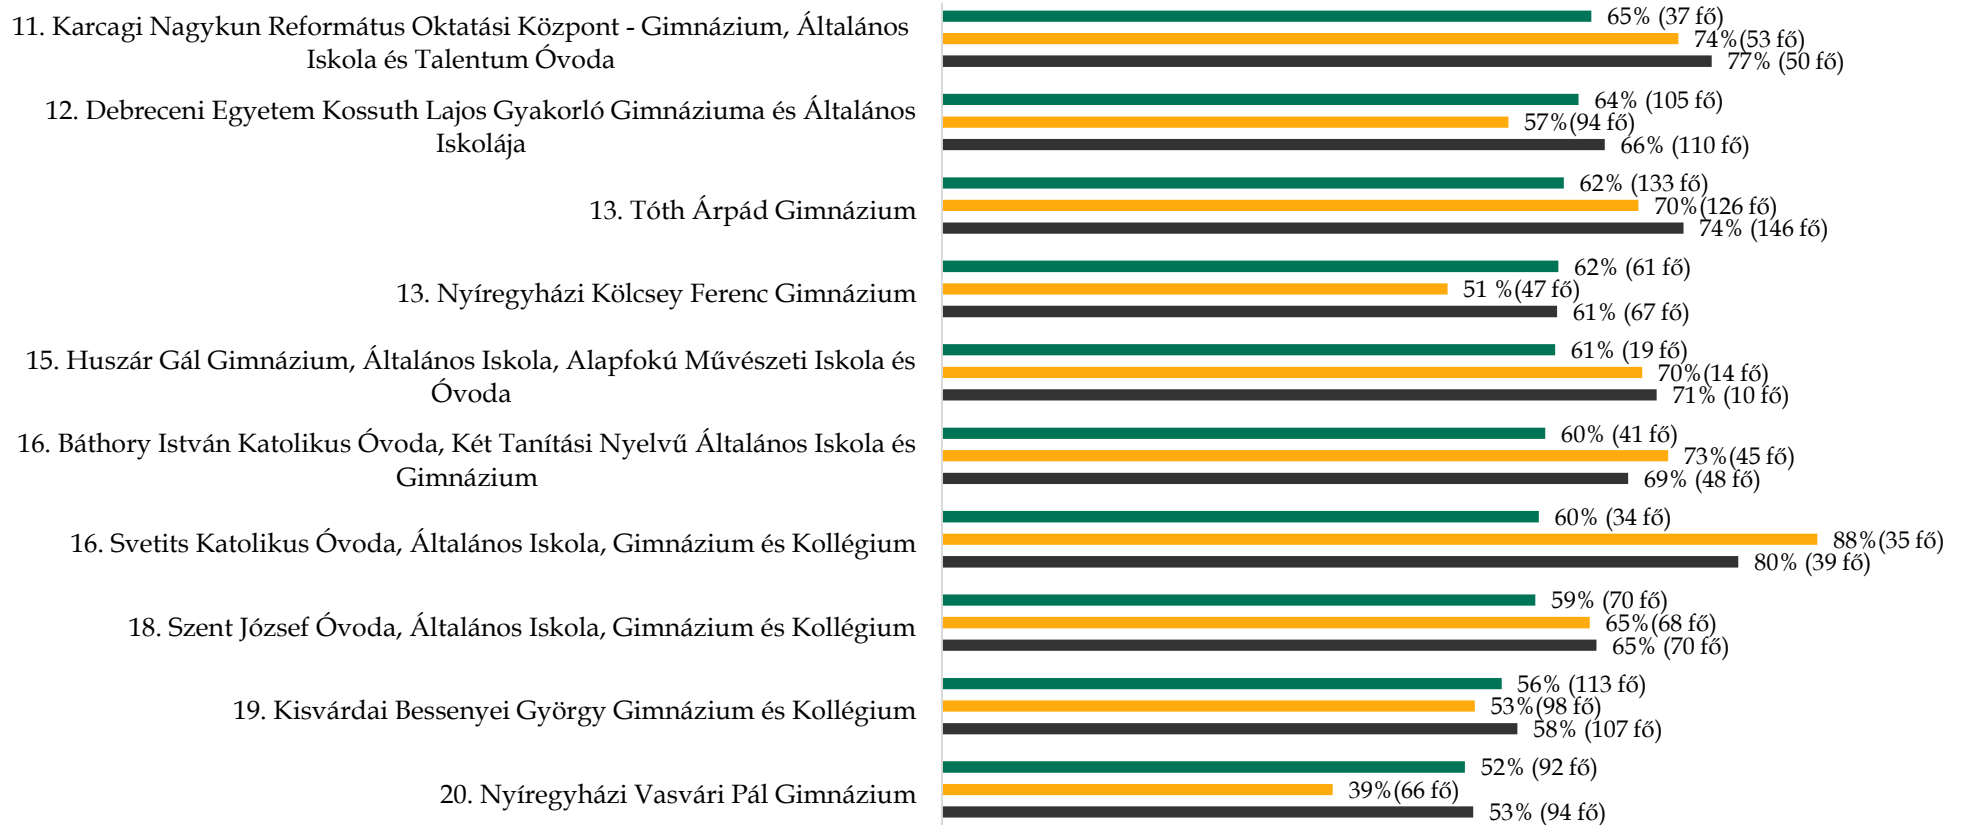 11. Karcagi Nagykun Református Oktatási Központ - Gimnázium, Általános
Iskola és Talentum Óvoda
65% (37 fő)
74%(53 fő)
77% (50 fő)
12. Debreceni Egyetem Kossuth Lajos Gyakorló Gimnáziuma és Általános
Iskolája
64% (105 fő)
57%(94 fő)
66% (110 fő)
13. Tóth Árpád Gimnázium
62% (133 fő)
70%(126 fő)
74% (146 fő)
13. Nyíregyházi Kölcsey Ferenc Gimnázium
62% (61 fő)
51 %(47 fő)
61% (67 fő)
15. Huszár Gál Gimnázium, Általános Iskola, Alapfokú Művészeti Iskola és
Óvoda
61% (19 fő)
70%(14 fő)
71% (10 fő)
16. Báthory István Katolikus Óvoda, Két Tanítási Nyelvű Általános Iskola és
Gimnázium
60% (41 fő)
73%(45 fő)
69% (48 fő)
16. Svetits Katolikus Óvoda, Általános Iskola, Gimnázium és Kollégium
60% (34 fő)
88%(35 fő)
80% (39 fő)
18. Szent József Óvoda, Általános Iskola, Gimnázium és Kollégium
59% (70 fő)
65%(68 fő)
65% (70 fő)
19. Kisvárdai Bessenyei György Gimnázium és Kollégium
56% (113 fő)
53%(98 fő)
58% (107 fő)
20. Nyíregyházi Vasvári Pál Gimnázium
52% (92 fő)
39%(66 fő)
53% (94 fő)